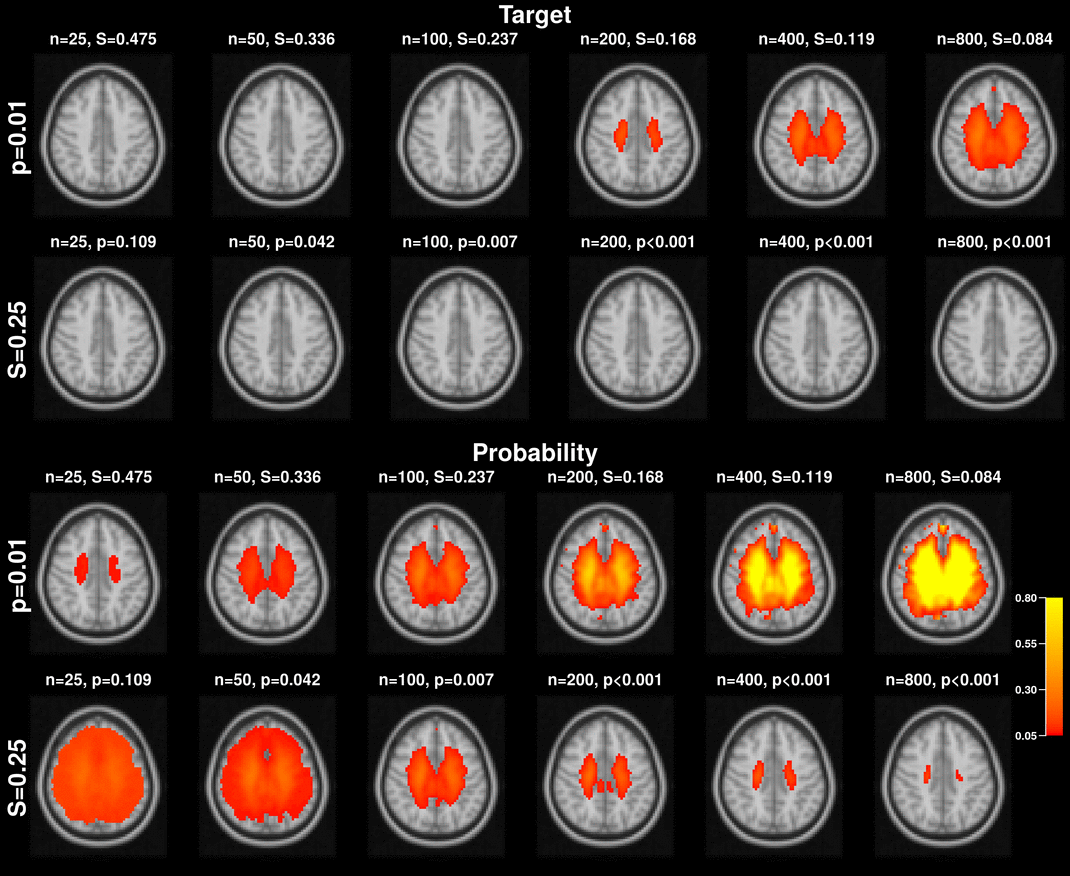 Target
n=25, S=0.475 n=50, S=0.336 n=100, S=0.237 n=200, S=0.168 n=400, S=0.119 n=800, S=0.084
p=0.01
n=25, p=0.109 n=50, p=0.042 n=100, p=0.007 n=200, p<0.001 n=400, p<0.001 n=800, p<0.001
S=0.25
Probability
n=25, S=0.475 n=50, S=0.336 n=100, S=0.237 n=200, S=0.168 n=400, S=0.119 n=800, S=0.084
p=0.01
0.80
0.55
n=25, p=0.109 n=50, p=0.042 n=100, p=0.007 n=200, p<0.001 n=400, p<0.001 n=800, p<0.001
0.30
0.05
S=0.25